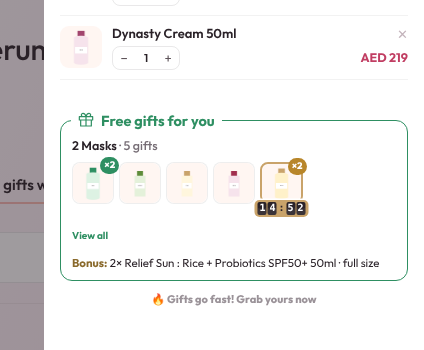 Dynasty Cream 50ml ×
− 1 +
AED 219
Free gifts for you
2 Masks · 5 gifts
×2
×2
14:52
View all
Bonus: 2× Relief Sun : Rice + Probiotics SPF50+ 50ml · full size
🔥 Gifts go fast! Grab yours now
erun
gifts w